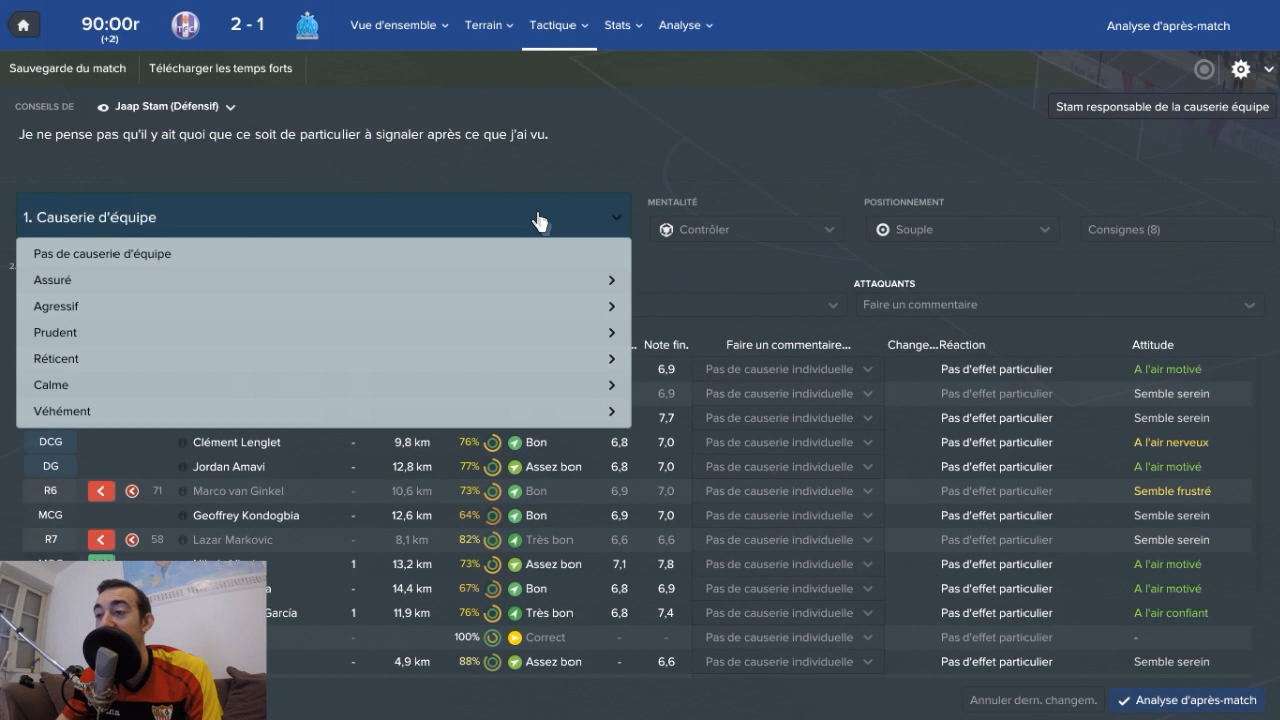 90:00r
(+2)
2 - 1
Vue d'ensemble
Terrain
Tactique
Stats
Analyse
Analyse d'après-match
Sauvegarde du match
Télécharger les temps forts
CONSEILS DE
Jaap Stam (Défensif)
Stam responsable de la causerie équipe
Je ne pense pas qu'il y ait quoi que ce soit de particulier à signaler après ce que j'ai vu.
1. Causerie d'équipe
Pas de causerie d'équipe
Assuré
Agressif
Prudent
Réticent
Calme
Véhément
MENTALITÉ
Contrôler
POSITIONNEMENT
Souple
Consignes (8)
2.
ATTAQUANTS
Faire un commentaire
... Note fin. Faire un commentaire... Change... Réaction Attitude
6,9 Pas de causerie individuelle Pas d'effet particulier A l'air motivé
6,9 Pas de causerie individuelle Pas d'effet particulier Semble serein
7,7 Pas de causerie individuelle Pas d'effet particulier Semble serein
DCG Clément Lenglet - 9,8 km 76% Bon 6,8 7,0 Pas de causerie individuelle Pas d'effet particulier A l'air nerveux
DG Jordan Amavi - 12,8 km 77% Assez bon 6,8 7,0 Pas de causerie individuelle Pas d'effet particulier A l'air motivé
R6 71 Marco van Ginkel - 10,6 km 73% Bon 6,9 7,0 Pas de causerie individuelle Pas d'effet particulier Semble frustré
MCG Geoffrey Kondogbia - 12,6 km 64% Bon 6,9 7,0 Pas de causerie individuelle Pas d'effet particulier Semble serein
R7 58 Lazar Markovic - 8,1 km 82% Très bon 6,6 6,6 Pas de causerie individuelle Pas d'effet particulier Semble serein
1 13,2 km 73% Assez bon 7,1 7,8 Pas de causerie individuelle Pas d'effet particulier A l'air motivé
a - 14,4 km 67% Bon 6,8 6,9 Pas de causerie individuelle Pas d'effet particulier A l'air motivé
García 1 11,9 km 76% Très bon 6,8 7,4 Pas de causerie individuelle Pas d'effet particulier A l'air confiant
- 100% Correct - - Pas de causerie individuelle Pas d'effet particulier -
- 4,9 km 88% Assez bon - 6,6 Pas de causerie individuelle Pas d'effet particulier Semble serein
Annuler dern. changem.
Analyse d'après-match